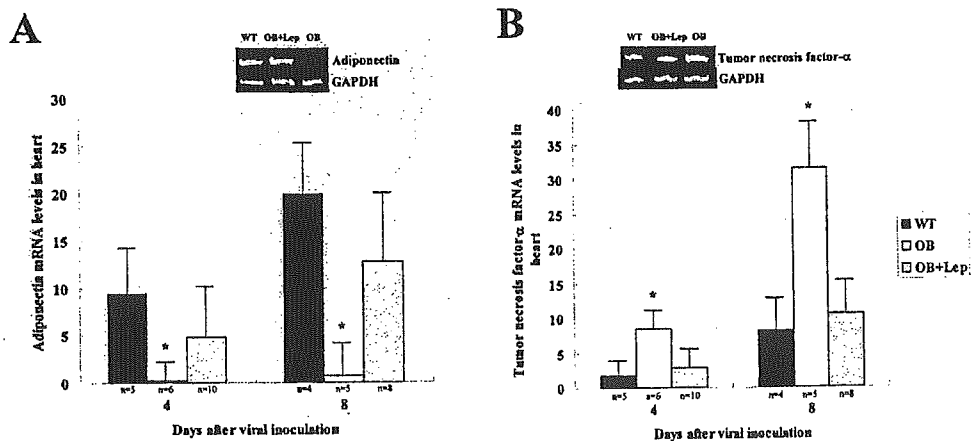 A
WT OB+Lep OB
Adiponectin
GAPDH
Adiponectin mRNA levels in heart
30
25
20
15
10
5
0
n=5 n=6 n=10 n=4 n=5 n=8
* *
4 8
Days after viral inoculation
B
WT OB+Lep OB
Tumor necrosis factor-α
GAPDH
Tumor necrosis factor-α mRNA levels in
heart
40
35
30
25
20
15
10
5
0
n=5 n=6 n=10 n=4 n=5 n=8
* *
4 8
Days after viral inoculation
WT
OB
OB+Lep